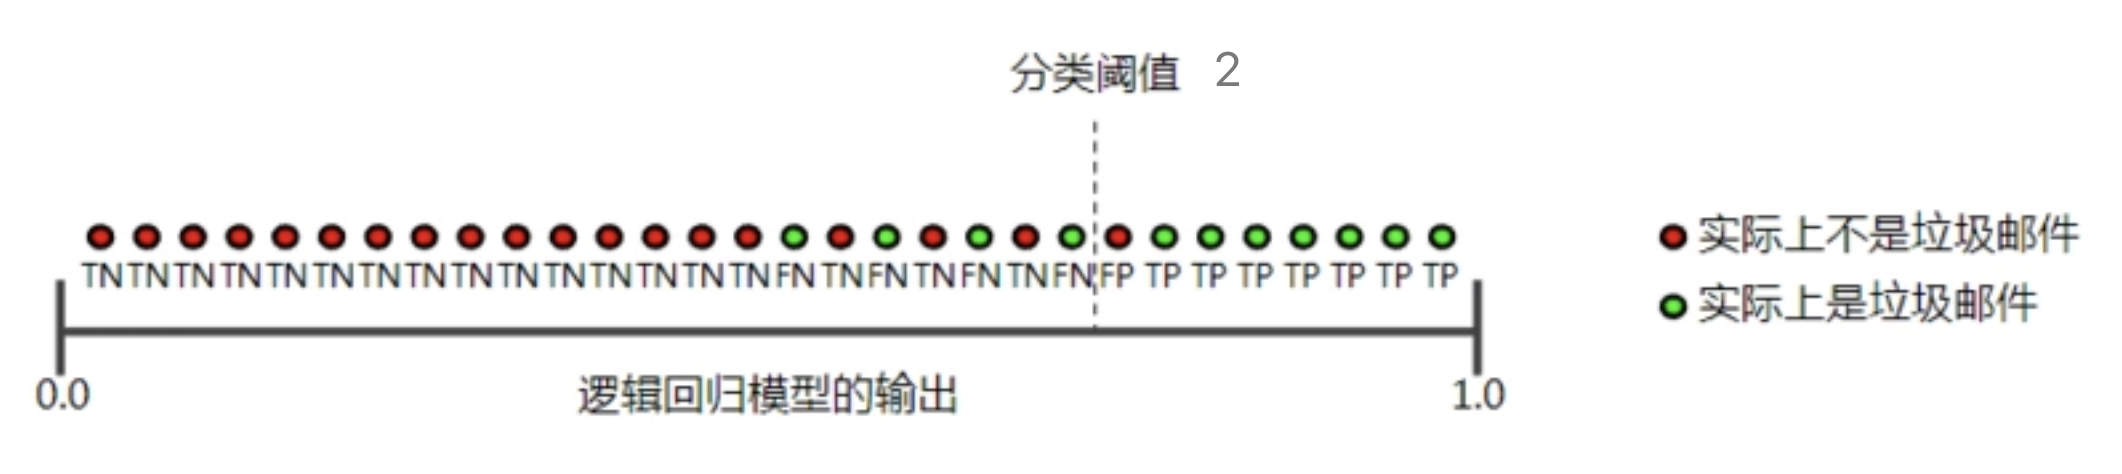 分类阈值 2
TN TN TN TN TN TN TN TN TN TN TN TN TN TN TN FN TN FN TN FN TN FN FP TP TP TP TP TP TP TP
实际上不是垃圾邮件
实际上是垃圾邮件
0.0 逻辑回归模型的输出 1.0